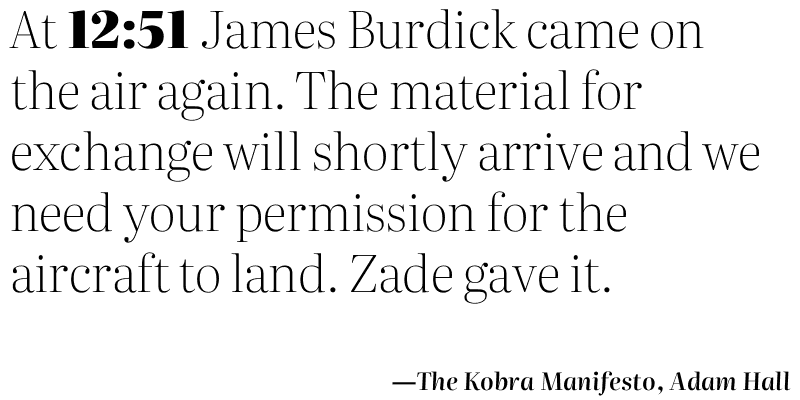 At 12:51 James Burdick came on
the air again. The material for
exchange will shortly arrive and we
need your permission for the
aircraft to land. Zade gave it.
—The Kobra Manifesto, Adam Hall